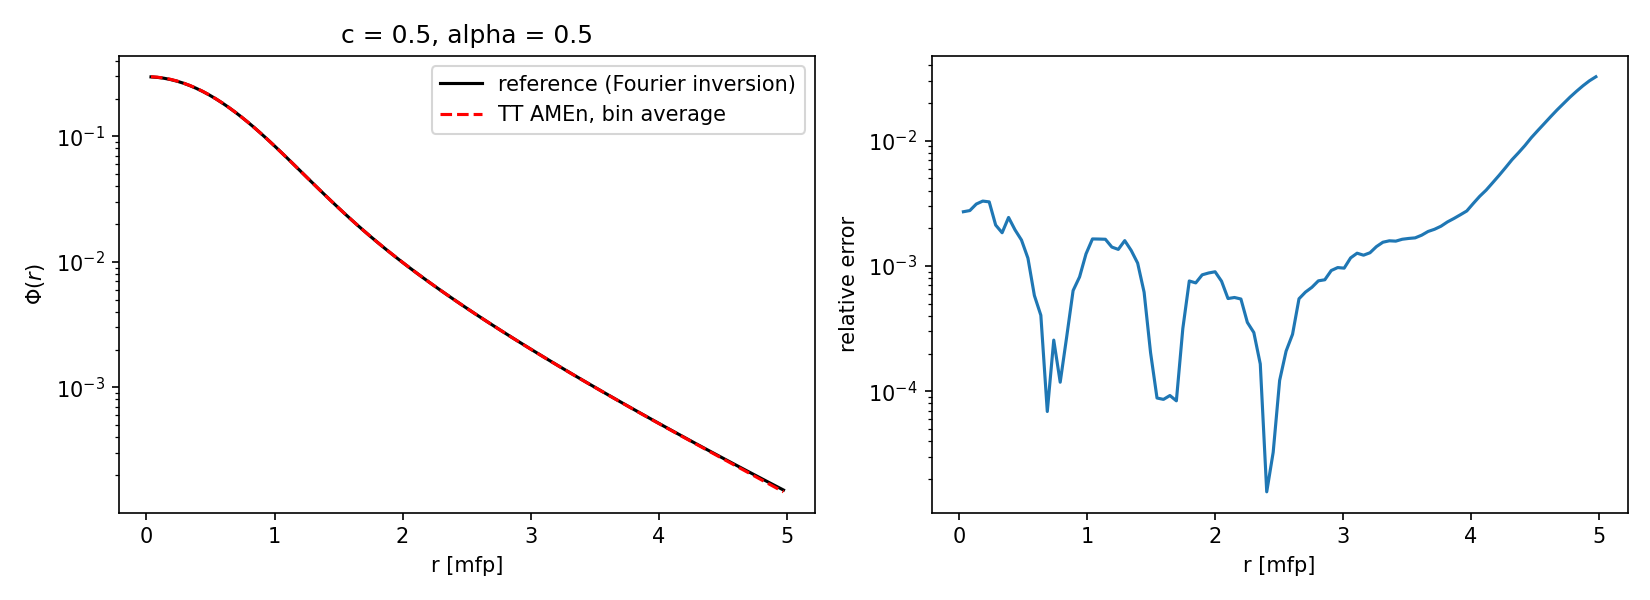 c = 0.5, alpha = 0.5
reference (Fourier inversion)
TT AMEn, bin average
Φ(r)
10⁻¹
10⁻²
10⁻³
0 1 2 3 4 5
r [mfp]
relative error
10⁻²
10⁻³
10⁻⁴
0 1 2 3 4 5
r [mfp]